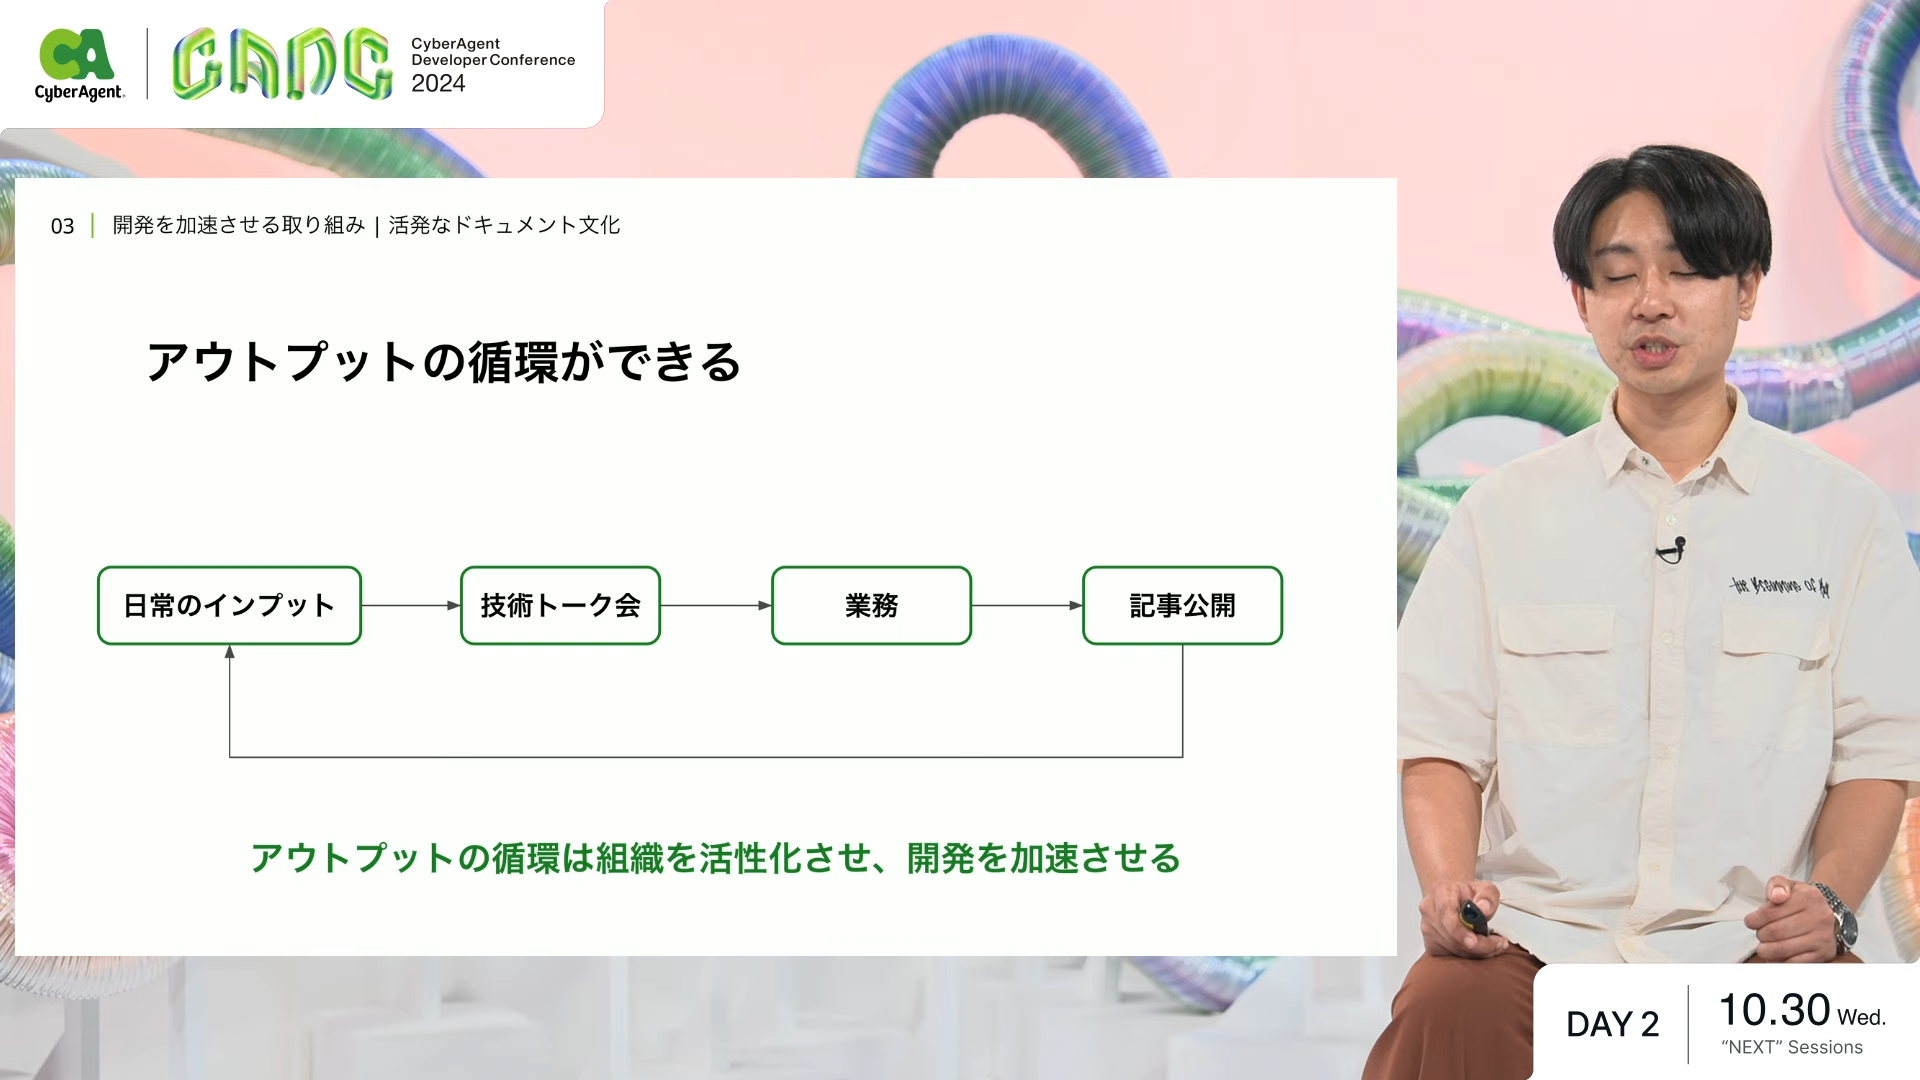 CyberAgent
CADC
CyberAgent
Developer Conference
2024
03
開発を加速させる取り組み | 活発なドキュメント文化
アウトプットの循環ができる
日常のインプット
技術トーク会
業務
記事公開
アウトプットの循環は組織を活性化させ、開発を加速させる
The Beginning of
DAY 2
10.30 Wed.
“NEXT” Sessions